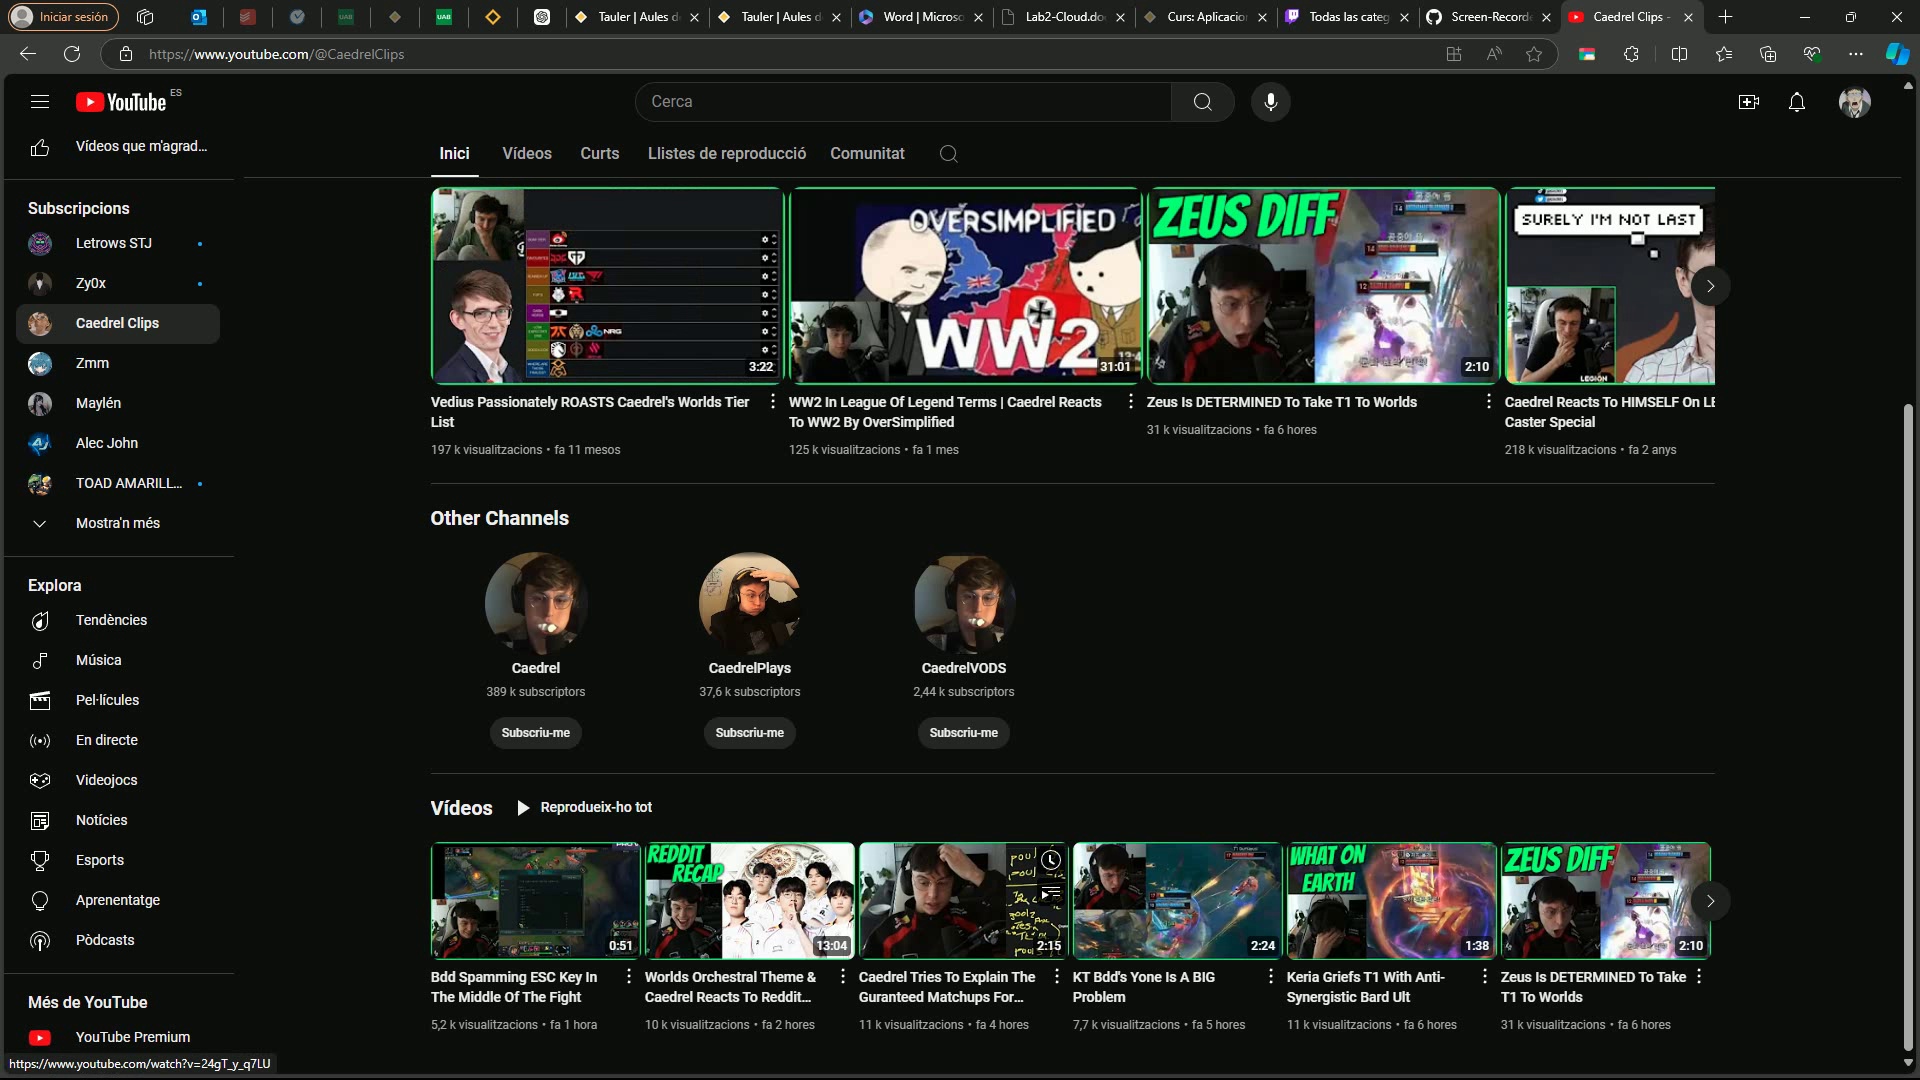 Iniciar sesión
Tauler | Aules d
Tauler | Aules d
Word | Microso
Lab2-Cloud.do
Curs: Aplicacio
Todas las categ
Screen-Record
Caedrel Clips -
https://www.youtube.com/@CaedrelClips
YouTube ES
Cerca
Vídeos que m'agrad...
Inici
Vídeos
Curts
Llistes de reproducció
Comunitat
Subscripcions
Letrows STJ
Zy0x
Caedrel Clips
Zmm
Maylén
Alec John
TOAD AMARILL...
Mostra'n més
Explora
Tendències
Música
Pel·lícules
En directe
Videojocs
Notícies
Esports
Aprenentatge
Pòdcasts
Més de YouTube
YouTube Premium
https://www.youtube.com/watch?v=24gT_y_q7LU
3:22
OVERSIMPLIFIED
WW2
31:01
ZEUS DIFF
2:10
SURELY I'M NOT LAST
LEGION
Vedius Passionately ROASTS Caedrel's Worlds Tier
List
197 k visualitzacions • fa 11 mesos
WW2 In League Of Legend Terms | Caedrel Reacts
To WW2 By OverSimplified
125 k visualitzacions • fa 1 mes
Zeus Is DETERMINED To Take T1 To Worlds
31 k visualitzacions • fa 6 hores
Caedrel Reacts To HIMSELF On LE
Caster Special
218 k visualitzacions • fa 2 anys
Other Channels
Caedrel
389 k subscriptors
Subscriu-me
CaedrelPlays
37,6 k subscriptors
Subscriu-me
CaedrelVODS
2,44 k subscriptors
Subscriu-me
Vídeos
Reprodueix-ho tot
0:51
REDDIT
RECAP
13:04
2:15
2:24
WHAT ON
EARTH
1:38
ZEUS DIFF
2:10
Bdd Spamming ESC Key In
The Middle Of The Fight
5,2 k visualitzacions • fa 1 hora
Worlds Orchestral Theme &
Caedrel Reacts To Reddit...
10 k visualitzacions • fa 2 hores
Caedrel Tries To Explain The
Guranteed Matchups For...
11 k visualitzacions • fa 4 hores
KT Bdd's Yone Is A BIG
Problem
7,7 k visualitzacions • fa 5 hores
Keria Griefs T1 With Anti-
Synergistic Bard Ult
11 k visualitzacions • fa 6 hores
Zeus Is DETERMINED To Take
T1 To Worlds
31 k visualitzacions • fa 6 hores